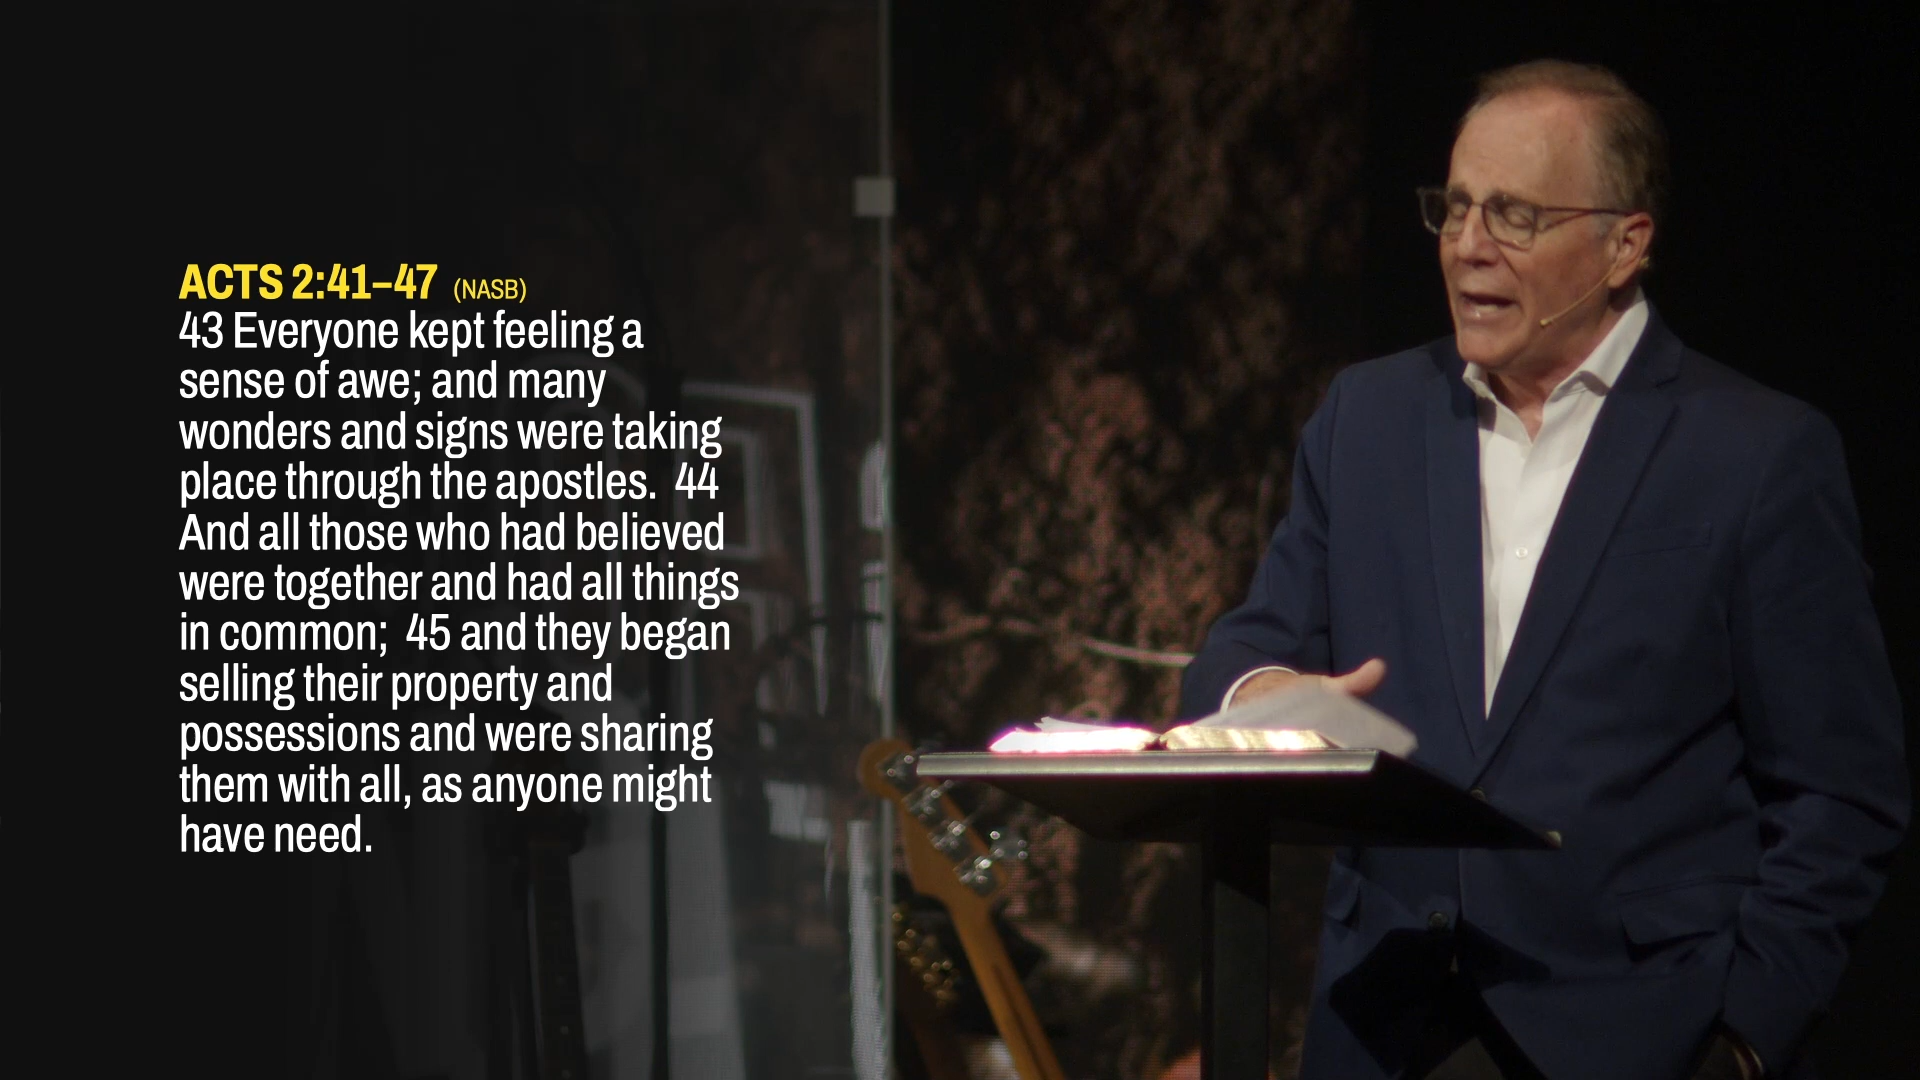 ACTS 2:41–47 (NASB)
43 Everyone kept feeling a
sense of awe; and many
wonders and signs were taking
place through the apostles. 44
And all those who had believed
were together and had all things
in common; 45 and they began
selling their property and
possessions and were sharing
them with all, as anyone might
have need.